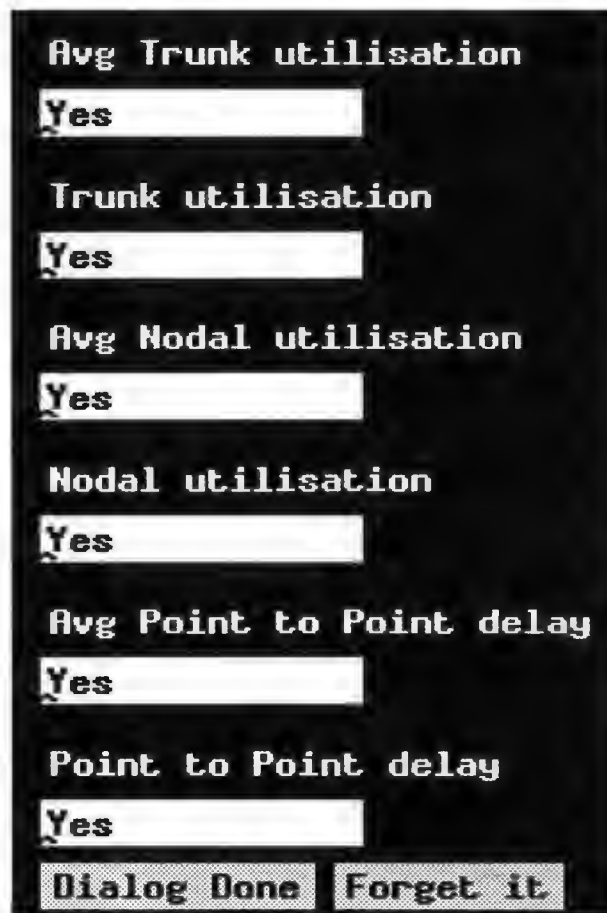 Avg Trunk utilisation
Yes
Trunk utilisation
Yes
Avg Nodal utilisation
Yes
Nodal utilisation
Yes
Avg Point to Point delay
Yes
Point to Point delay
Yes
Dialog Done Forget it